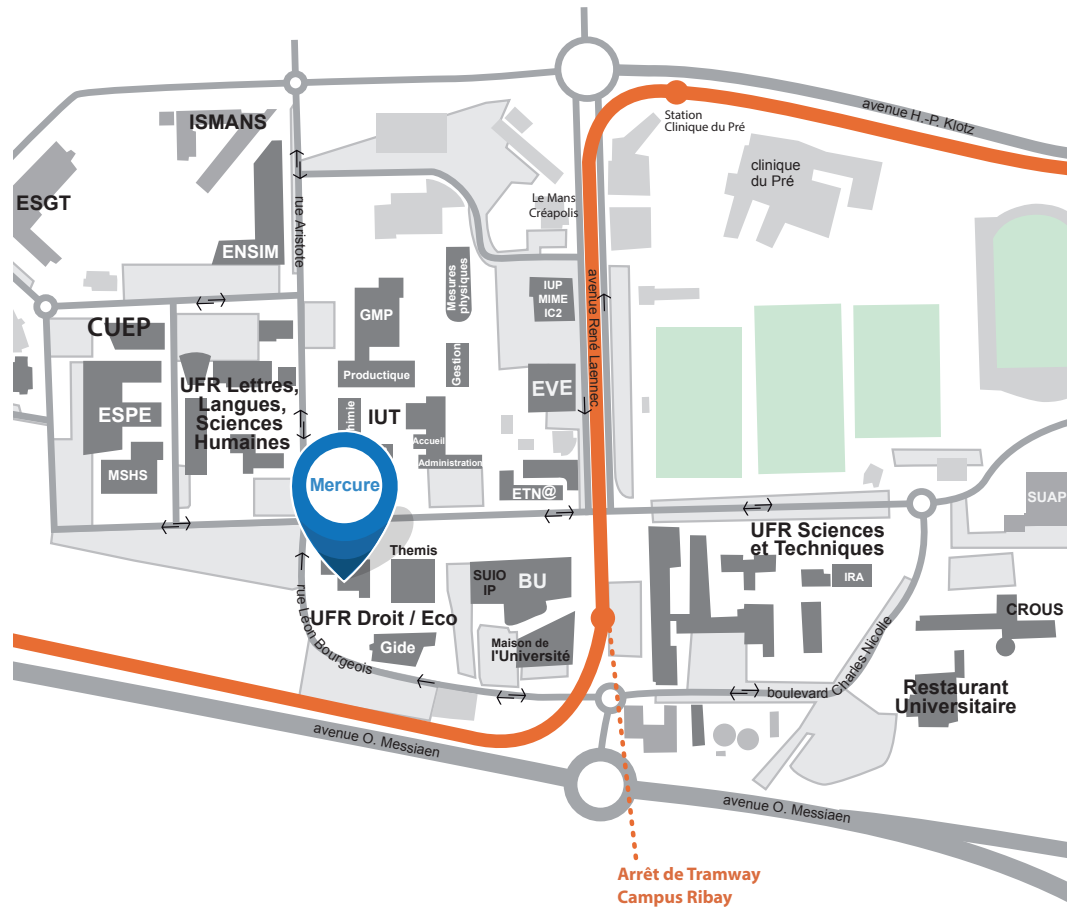 ISMANS
ESGT
ENSIM
rue Aristote
Station
Clinique du Pré
avenue H.-P. Klotz
clinique
du Pré
Le Mans
Créapolis
Mesures
physiques
IUP
MIME
IC2
avenue René Laennec
GMP
CUEP
Productique
Gestion
EVE
UFR Lettres,
Langues,
Sciences
Humaines
ESPE
MSHS
IUT
Accueil
Administration
ETN@
Mercure
SUAP
UFR Sciences
et Techniques
IRA
Themis
SUIO
IP
BU
UFR Droit / Eco
Gide
Maison de
l'Université
rue Léon Bourgeois
CROUS
boulevard Charles Nicolle
Restaurant
Universitaire
avenue O. Messiaen
avenue O. Messiaen
Arrêt de Tramway
Campus Ribay